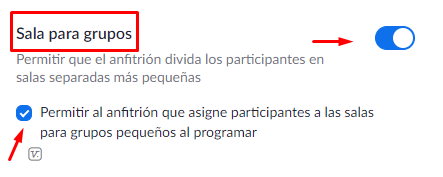 Sala para grupos
Permitir que el anfitrión divida los participantes en
salas separadas más pequeñas
Permitir al anfitrión que asigne participantes a las salas
para grupos pequeños al programar